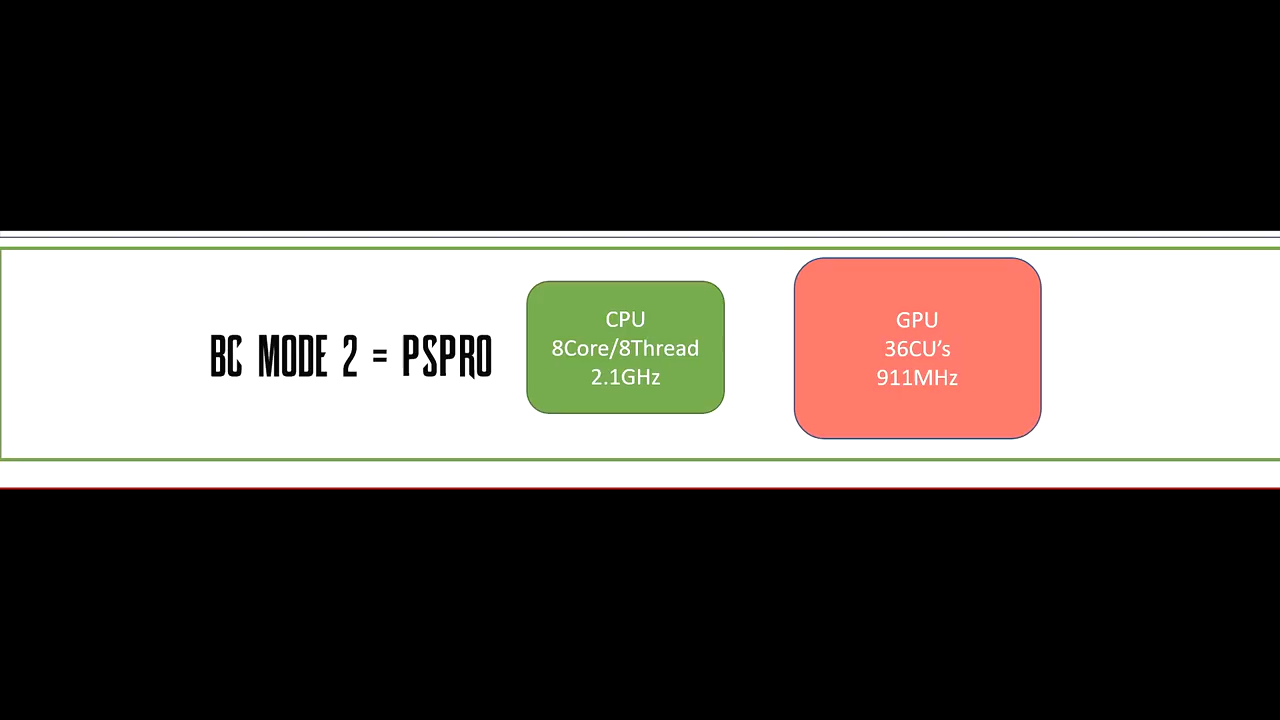 BC MODE 2 = PSPRO
CPU
8Core/8Thread
2.1GHz
GPU
36CU's
911MHz